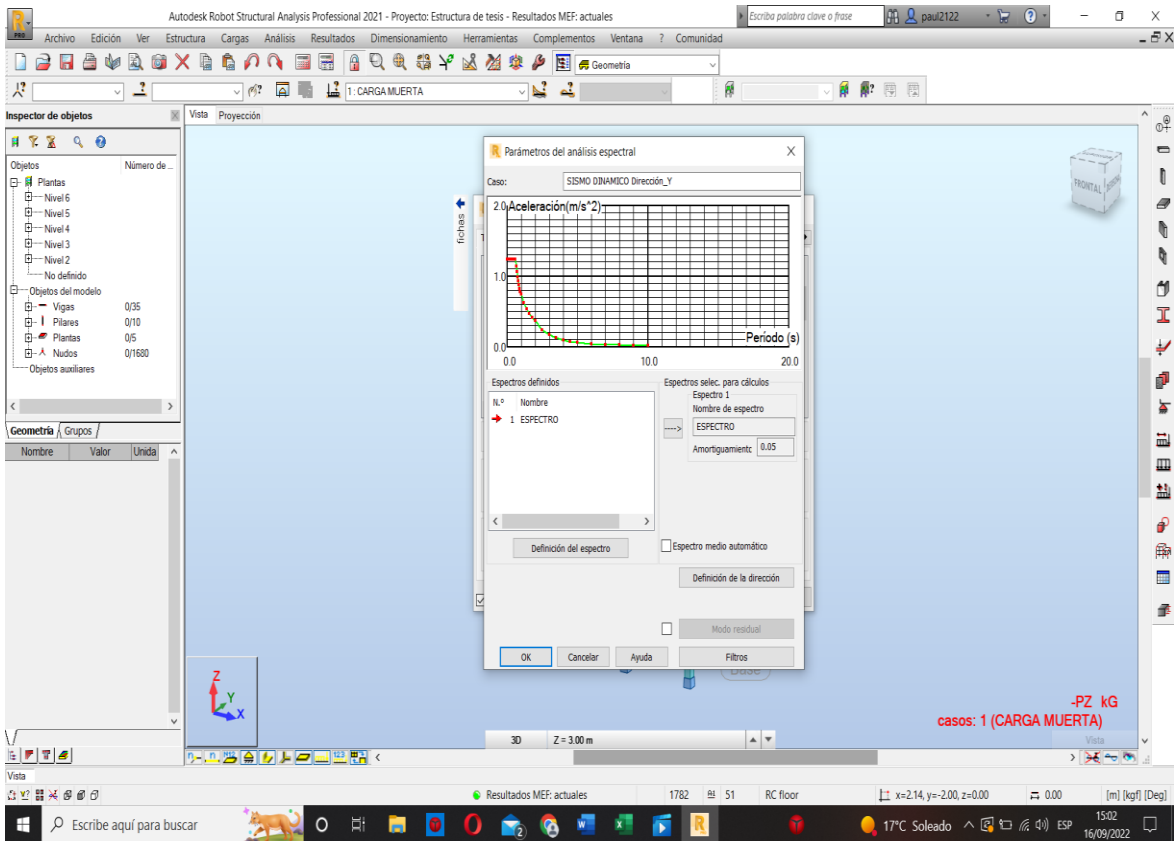 Autodesk Robot Structural Analysis Professional 2021 - Proyecto: Estructura de tesis - Resultados MEF: actuales
Escriba palabra clave o frase
paul2122
PRO
Archivo Edición Ver Estructura Cargas Análisis Resultados Dimensionamiento Herramientas Complementos Ventana ? Comunidad
Geometría
1: CARGA MUERTA
Inspector de objetos
Vista Proyección
Objetos Número de ...
Plantas
Nivel 6
Nivel 5
Nivel 4
Nivel 3
Nivel 2
No definido
Objetos del modelo
Vigas 0/35
Pilares 0/10
Plantas 0/5
Nudos 0/1680
Objetos auxiliares
Geometría Grupos
Nombre Valor Unida
fichas
Parámetros del análisis espectral
Caso: SISMO DINAMICO Dirección_Y
2.0 Aceleración(m/s^2)
1.0
Período (s)
0.0
0.0 10.0 20.0
Espectros definidos
N.º Nombre
1 ESPECTRO
Definición del espectro
Espectros selec. para cálculos
Espectro 1
Nombre de espectro
---->
ESPECTRO
Amortiguamientc 0.05
Espectro medio automático
Definición de la dirección
Modo residual
OK Cancelar Ayuda Filtros
FRONTAL
Z
Y
X
-PZ kG
casos: 1 (CARGA MUERTA)
3D Z = 3.00 m
Vista
Vista
Resultados MEF: actuales 1782 51 RC floor x=2.14, y=-2.00, z=0.00 0.00 [m] [kgf] [Deg]
Escribe aquí para buscar
17°C Soleado
ESP
15:02
16/09/2022